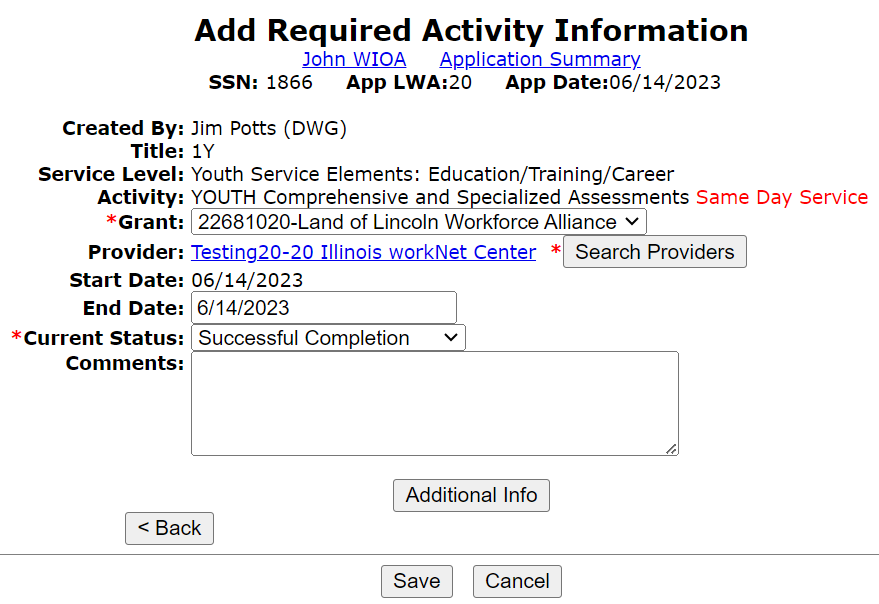 Add Required Activity Information
John WIOA Application Summary
SSN: 1866 App LWA:20 App Date:06/14/2023
Created By: Jim Potts (DWG)
Title: 1Y
Service Level: Youth Service Elements: Education/Training/Career
Activity: YOUTH Comprehensive and Specialized Assessments Same Day Service
*Grant: 22681020-Land of Lincoln Workforce Alliance
Provider: Testing20-20 Illinois workNet Center * Search Providers
Start Date: 06/14/2023
End Date: 6/14/2023
*Current Status: Successful Completion
Comments:
Additional Info
< Back
Save Cancel